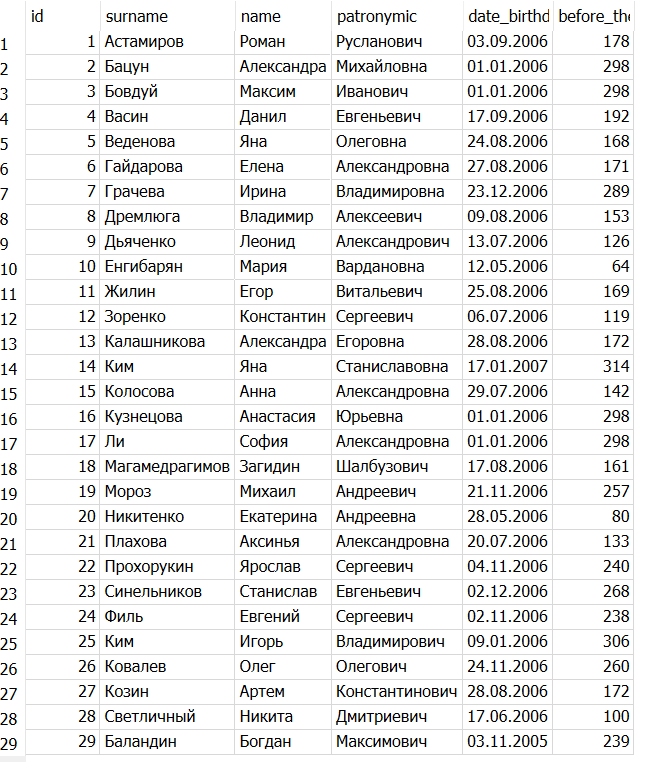 id surname name patronymic date_birthd before_the
1 1 Астамиров Роман Русланович 03.09.2006 178
2 2 Бацун Александра Михайловна 01.01.2006 298
3 3 Бовдуй Максим Иванович 01.01.2006 298
4 4 Васин Данил Евгеньевич 17.09.2006 192
5 5 Веденова Яна Олеговна 24.08.2006 168
6 6 Гайдарова Елена Александровна 27.08.2006 171
7 7 Грачева Ирина Владимировна 23.12.2006 289
8 8 Дремлюга Владимир Алексеевич 09.08.2006 153
9 9 Дьяченко Леонид Александрович 13.07.2006 126
10 10 Енгибарян Мария Вардановна 12.05.2006 64
11 11 Жилин Егор Витальевич 25.08.2006 169
12 12 Зоренко Константин Сергеевич 06.07.2006 119
13 13 Калашникова Александра Егоровна 28.08.2006 172
14 14 Ким Яна Станиславовна 17.01.2007 314
15 15 Колосова Анна Александровна 29.07.2006 142
16 16 Кузнецова Анастасия Юрьевна 01.01.2006 298
17 17 Ли София Александровна 01.01.2006 298
18 18 Магамедрагимов Загидин Шалбузович 17.08.2006 161
19 19 Мороз Михаил Андреевич 21.11.2006 257
20 20 Никитенко Екатерина Андреевна 28.05.2006 80
21 21 Плахова Аксинья Александровна 20.07.2006 133
22 22 Прохорукин Ярослав Сергеевич 04.11.2006 240
23 23 Синельников Станислав Евгеньевич 02.12.2006 268
24 24 Филь Евгений Сергеевич 02.11.2006 238
25 25 Ким Игорь Владимирович 09.01.2006 306
26 26 Ковалев Олег Олегович 24.11.2006 260
27 27 Козин Артем Константинович 28.08.2006 172
28 28 Светличный Никита Дмитриевич 17.06.2006 100
29 29 Баландин Богдан Максимович 03.11.2005 239